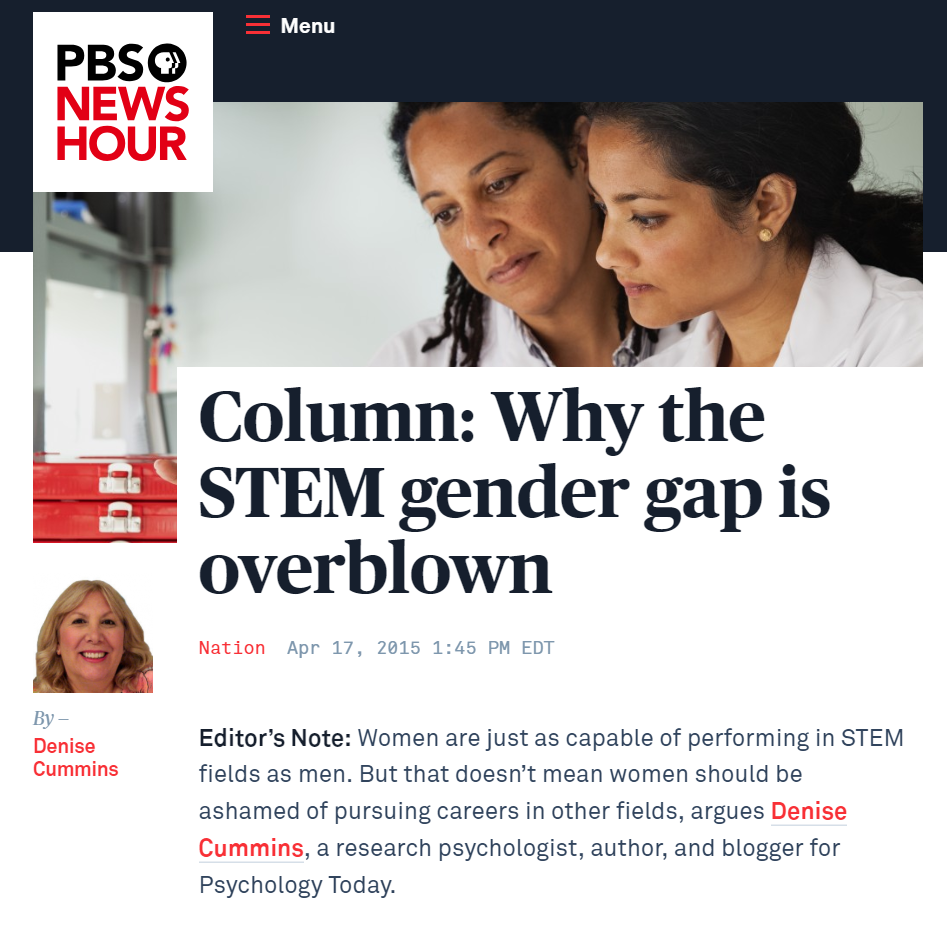 PBS
NEWS
HOUR
Menu
Column: Why the
STEM gender gap is
overblown
Nation Apr 17, 2015 1:45 PM EDT
By —
Denise
Cummins
Editor’s Note: Women are just as capable of performing in STEM
fields as men. But that doesn’t mean women should be
ashamed of pursuing careers in other fields, argues Denise
Cummins, a research psychologist, author, and blogger for
Psychology Today.